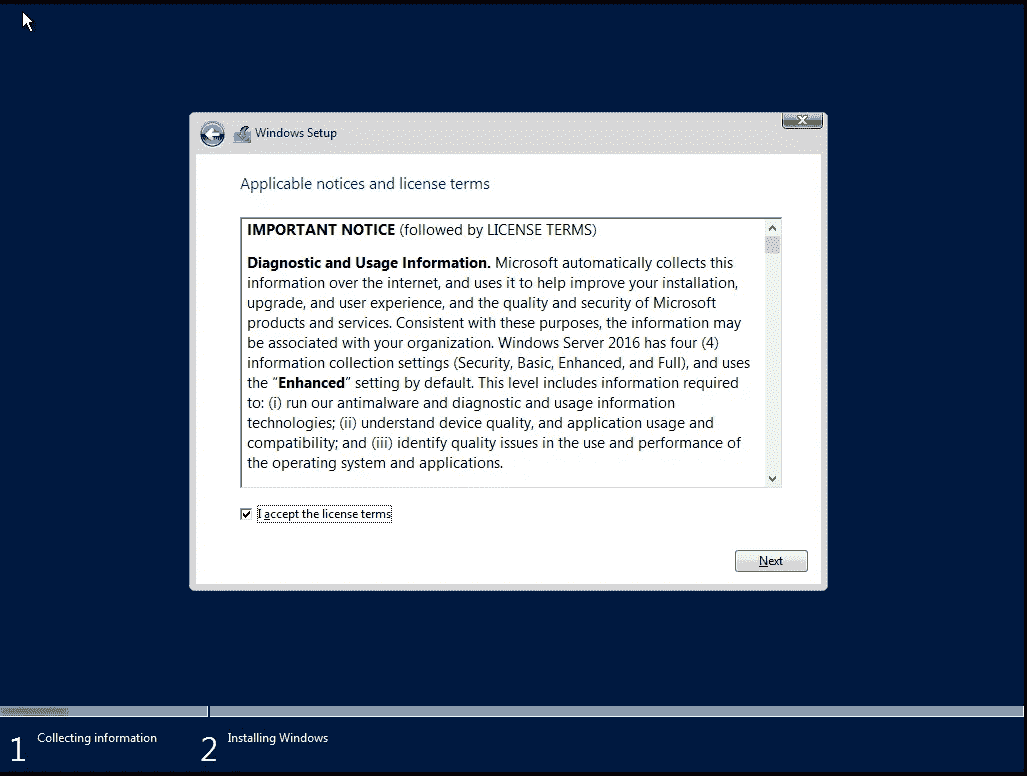 Windows Setup
Applicable notices and license terms
IMPORTANT NOTICE (followed by LICENSE TERMS)
Diagnostic and Usage Information. Microsoft automatically collects this
information over the internet, and uses it to help improve your installation,
upgrade, and user experience, and the quality and security of Microsoft
products and services. Consistent with these purposes, the information may
be associated with your organization. Windows Server 2016 has four (4)
information collection settings (Security, Basic, Enhanced, and Full), and uses
the “Enhanced” setting by default. This level includes information required
to: (i) run our antimalware and diagnostic and usage information
technologies; (ii) understand device quality, and application usage and
compatibility; and (iii) identify quality issues in the use and performance of
the operating system and applications.
I accept the license terms
Next
1 Collecting information
2 Installing Windows